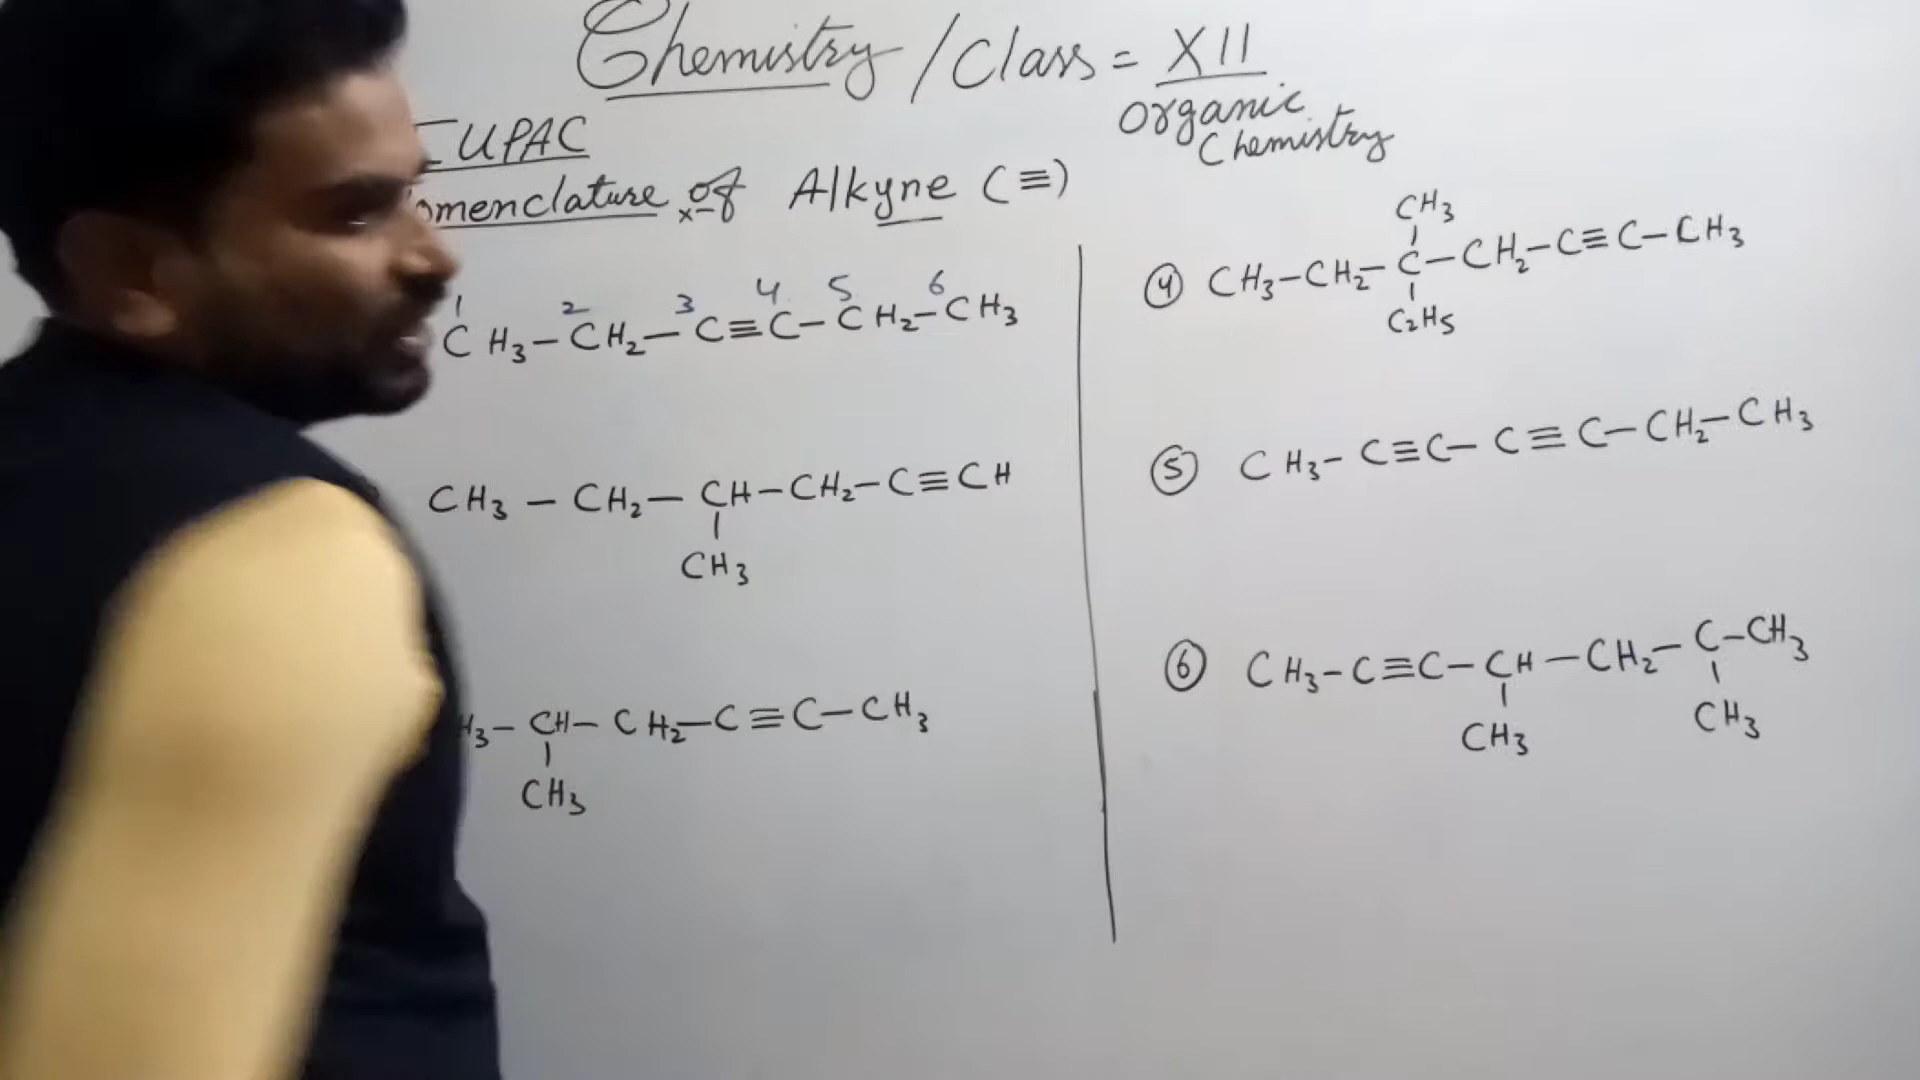 Chemistry / Class = XII
Organic
Chemistry
IUPAC
omenclature of Alkyne (≡)
x-
1 2 3 4 5 6
CH3-CH2-C≡C-CH2-CH3
CH3-CH2-CH-CH2-C≡CH
CH3
H3-CH-CH2-C≡C-CH3
CH3
CH3
④ CH3-CH2-C-CH2-C≡C-CH3
C2H5
⑤ CH3-C≡C-C≡C-CH2-CH3
⑥ CH3-C≡C-CH-CH2-C-CH3
CH3 CH3